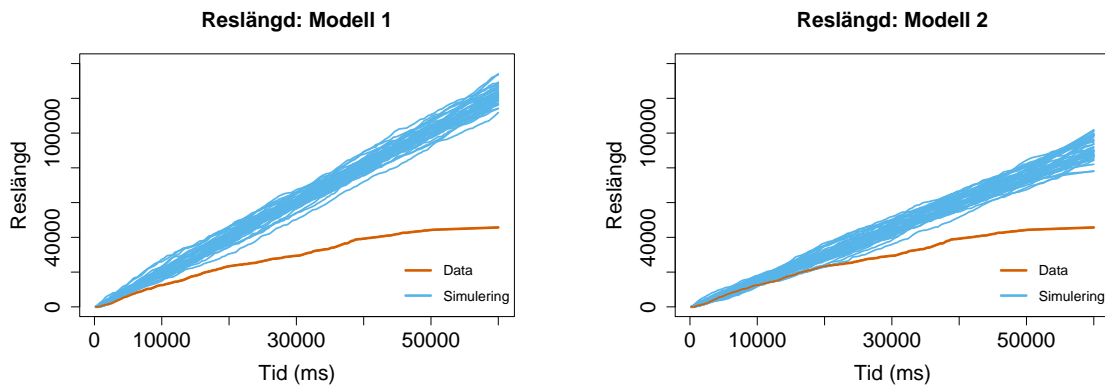 Reslängd: Modell 1
Reslängd
100000
40000
0
Data
Simulering
0
10000
30000
50000
Tid (ms)
Reslängd: Modell 2
Reslängd
100000
40000
0
Data
Simulering
0
10000
30000
50000
Tid (ms)